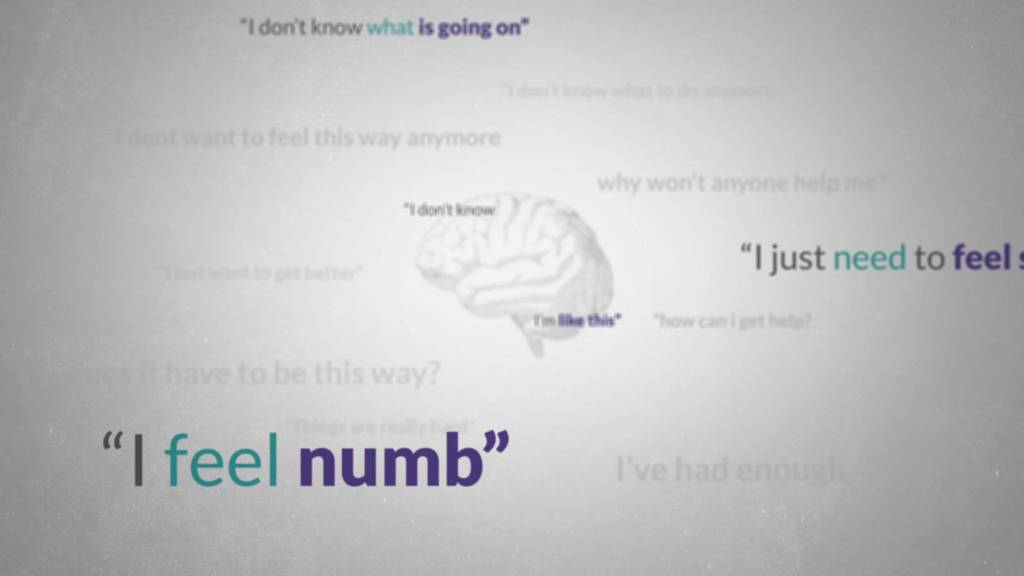 "I don't know what is going on"
"I don't know what to do anymore
I dont want to feel this way anymore
why won't anyone help me?
"I don't know
"I just need to feel
"I just want to get better"
I'm like this"
"how can i get help?
it have to be this way?
"Things are really hard"
"I feel numb"
I've had enough